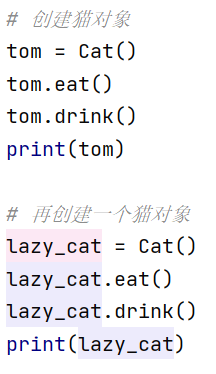 # 创建猫对象
tom = Cat()
tom.eat()
tom.drink()
print(tom)

# 再创建一个猫对象
lazy_cat = Cat()
lazy_cat.eat()
lazy_cat.drink()
print(lazy_cat)